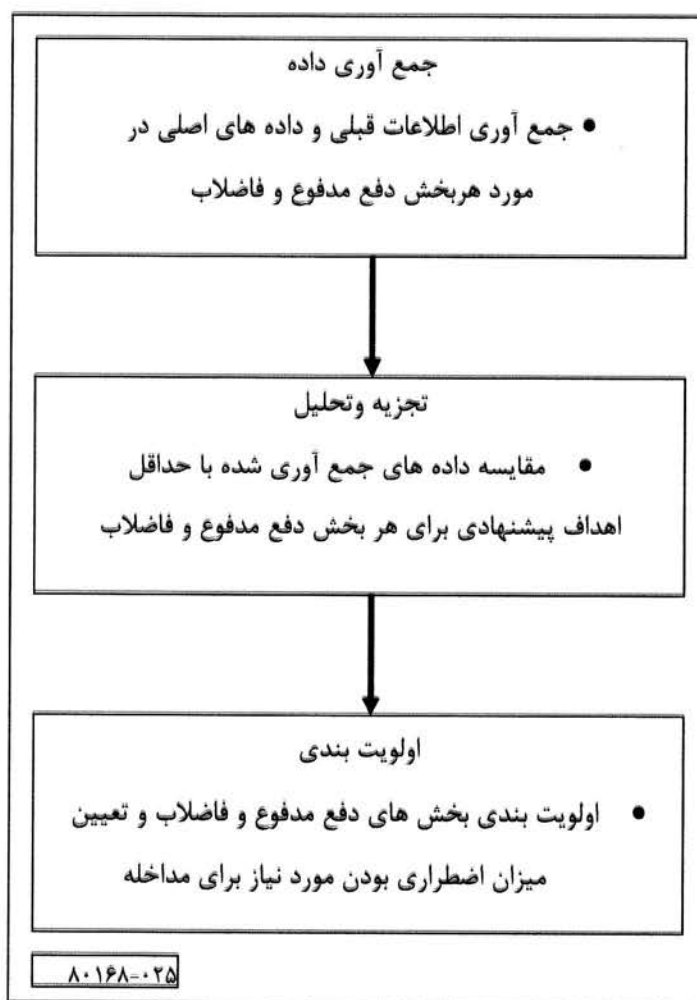 جمع آوری داده
● جمع آوری اطلاعات قبلی و داده های اصلی در
مورد هربخش دفع مدفوع و فاضلاب
تجزیه وتحلیل
● مقایسه داده های جمع آوری شده با حداقل
اهداف پیشنهادی برای هر بخش دفع مدفوع و فاضلاب
اولویت بندی
● اولویت بندی بخش های دفع مدفوع و فاضلاب و تعیین
میزان اضطراری بودن مورد نیاز برای مداخله
۸۰۱۶۸-۰۲۵